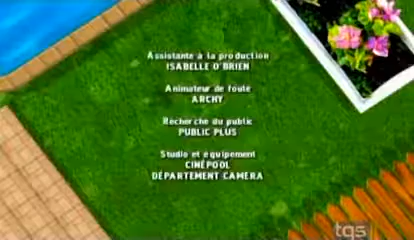 Assistante à la production
ISABELLE O'BRIEN
Animateur de foule
ARCHY
Recherche du public
PUBLIC PLUS
Studio et équipement
CINÉPOOL
DÉPARTEMENT CAMERA
tqs